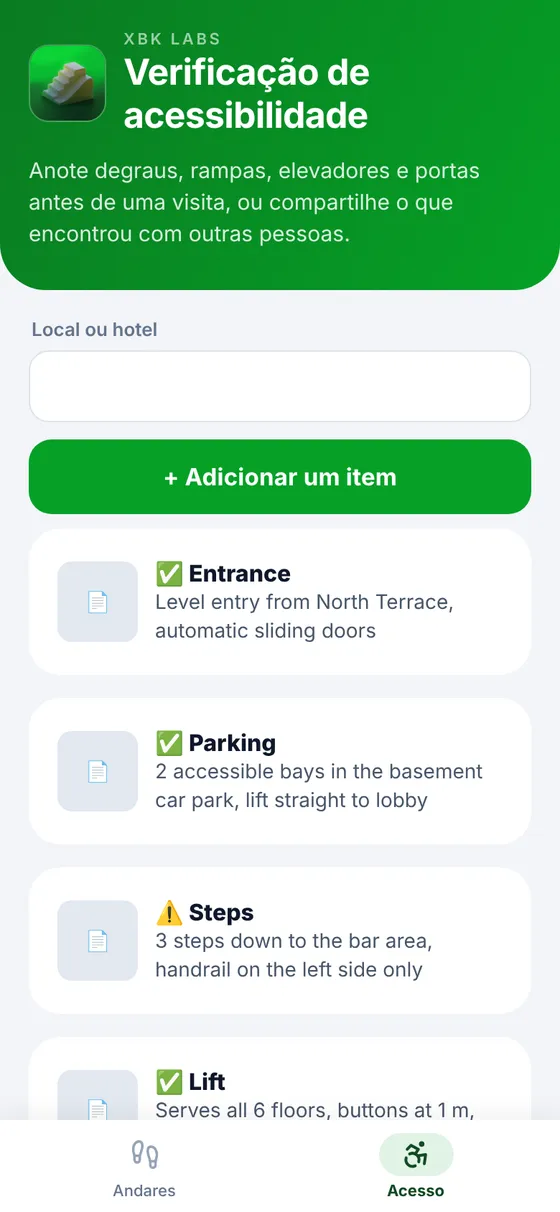 XBK LABS
Verificação de
acessibilidade
Anote degraus, rampas, elevadores e portas
antes de uma visita, ou compartilhe o que
encontrou com outras pessoas.
Local ou hotel
+ Adicionar um item
✅ Entrance
Level entry from North Terrace,
automatic sliding doors
✅ Parking
2 accessible bays in the basement
car park, lift straight to lobby
⚠️ Steps
3 steps down to the bar area,
handrail on the left side only
✅ Lift
Serves all 6 floors, buttons at 1 m,
Andares
Acesso